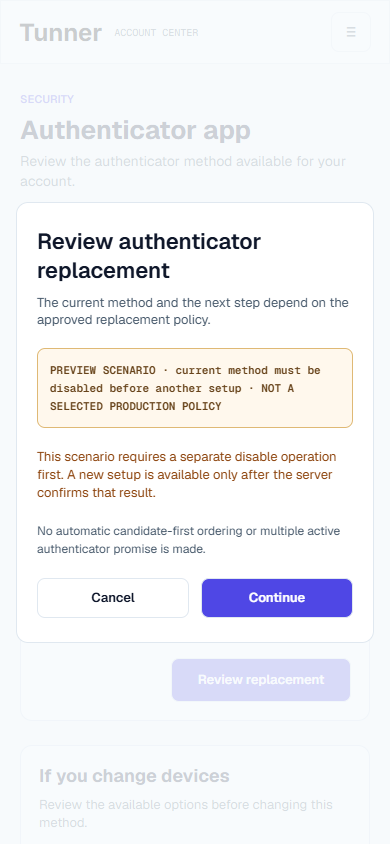 Tunner ACCOUNT CENTER
SECURITY
Authenticator app
Review the authenticator method available for your
account.
Review authenticator
replacement
The current method and the next step depend on the
approved replacement policy.
PREVIEW SCENARIO · current method must be
disabled before another setup · NOT A
SELECTED PRODUCTION POLICY
This scenario requires a separate disable operation
first. A new setup is available only after the server
confirms that result.
No automatic candidate-first ordering or multiple active
authenticator promise is made.
Cancel Continue
Review replacement
If you change devices
Review the available options before changing this
method.